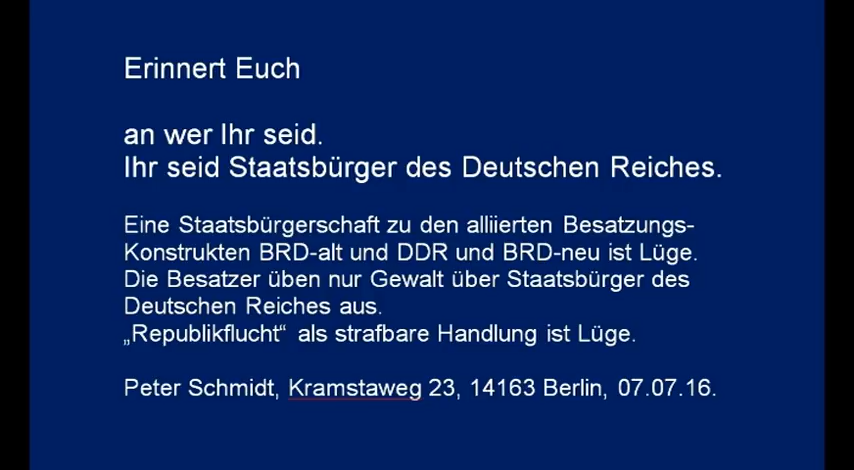 Erinnert Euch
an wer Ihr seid.
Ihr seid Staatsbürger des Deutschen Reiches.
Eine Staatsbürgerschaft zu den alliierten Besatzungs-
Konstrukten BRD-alt und DDR und BRD-neu ist Lüge.
Die Besatzer üben nur Gewalt über Staatsbürger des
Deutschen Reiches aus.
„Republikflucht“ als strafbare Handlung ist Lüge.
Peter Schmidt, Kramstaweg 23, 14163 Berlin, 07.07.16.